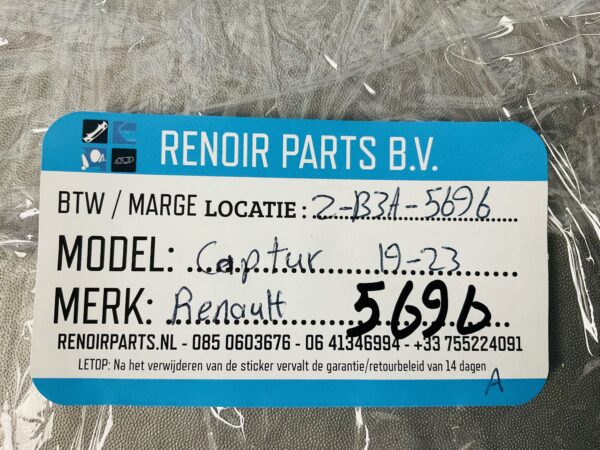 RENOIR PARTS B.V.
BTW / MARGE LOCATIE: 2-B3A-5696
MODEL: Captur 19-23
MERK: Renault 5696
RENOIRPARTS.NL - 085 0603676 - 06 41346994 - +33 755224091
LETOP: Na het verwijderen van de sticker vervalt de garantie/retourbeleid van 14 dagen
A